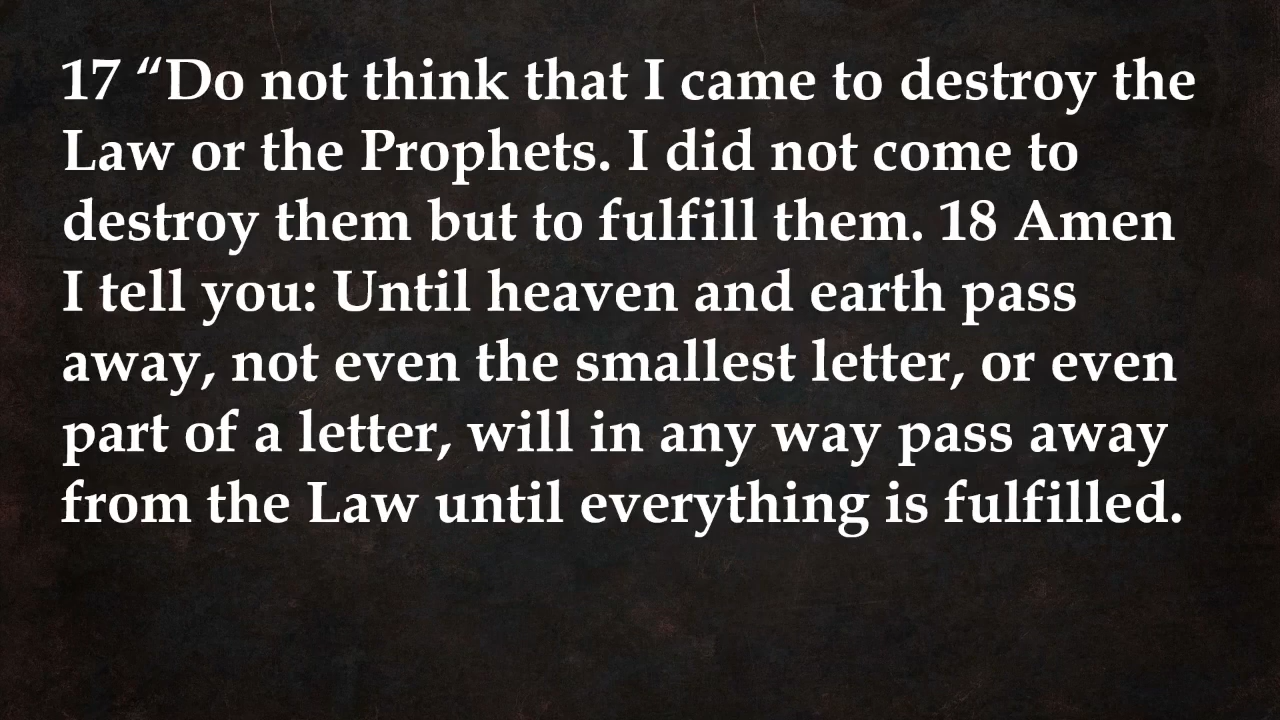 17 “Do not think that I came to destroy the
Law or the Prophets. I did not come to
destroy them but to fulfill them. 18 Amen
I tell you: Until heaven and earth pass
away, not even the smallest letter, or even
part of a letter, will in any way pass away
from the Law until everything is fulfilled.